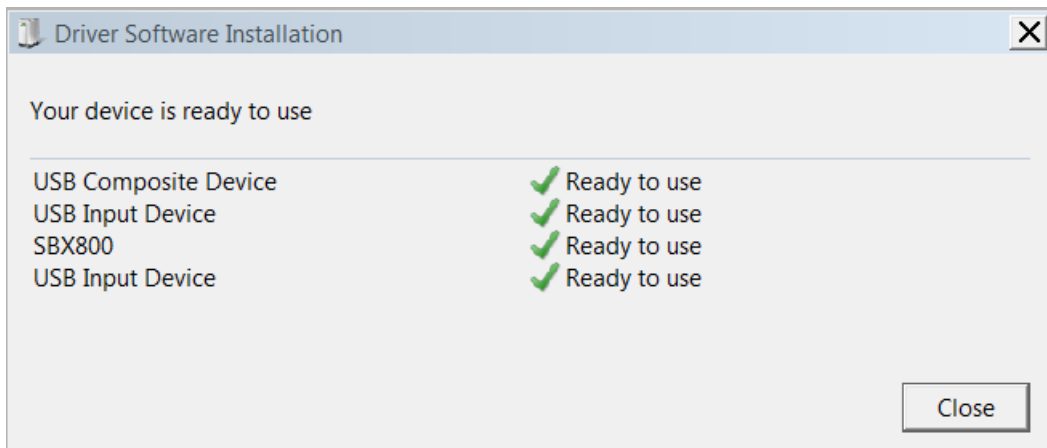 Driver Software Installation
Your device is ready to use
USB Composite Device Ready to use
USB Input Device Ready to use
SBX800 Ready to use
USB Input Device Ready to use
Close